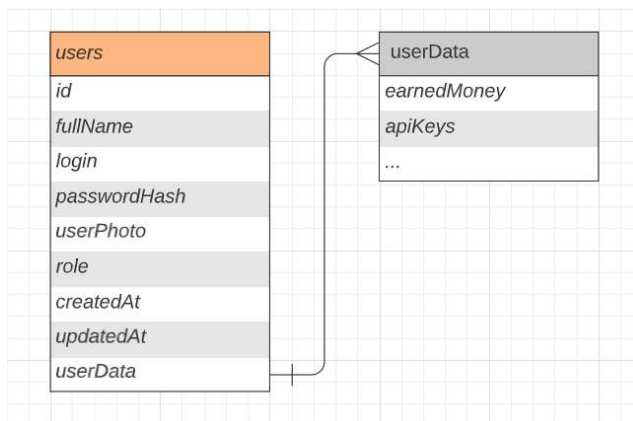 users
id
fullName
login
passwordHash
userPhoto
role
createdAt
updatedAt
userData
userData
earnedMoney
apiKeys
...